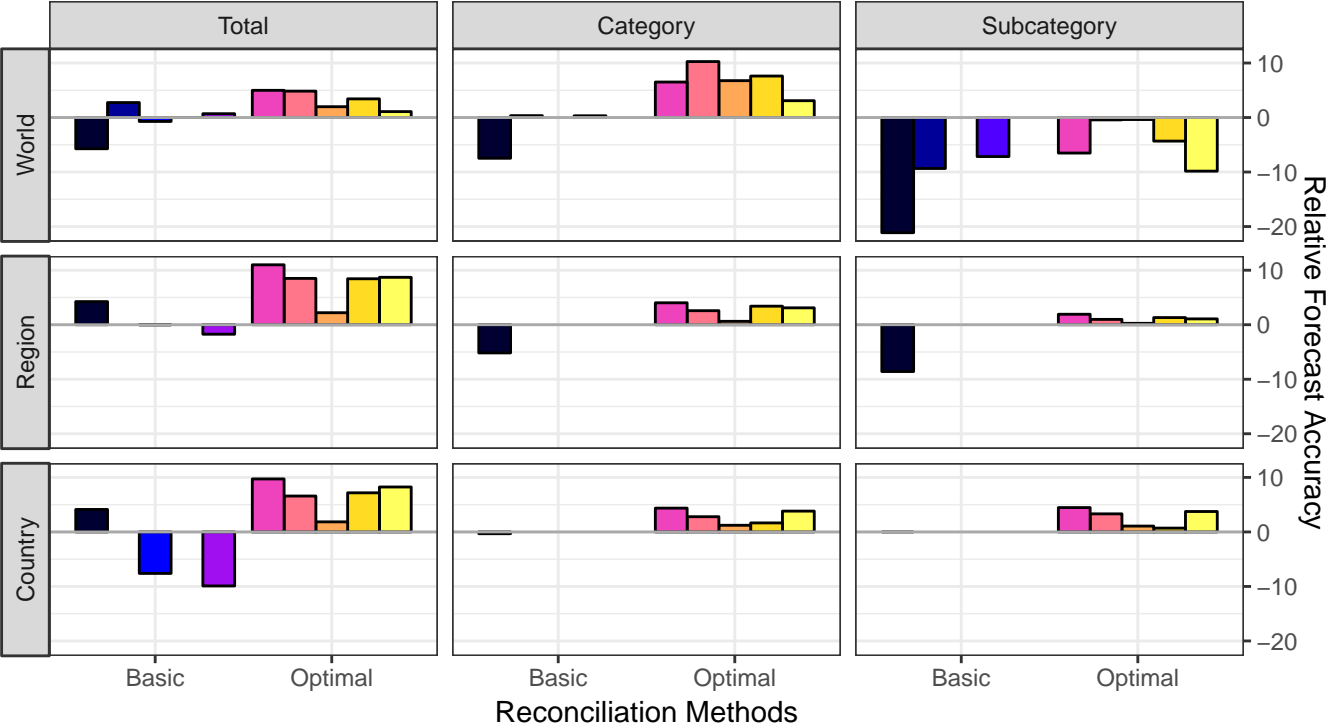 Total
Category
Subcategory
World
10
0
−10
−20
Region
10
0
−10
−20
Country
10
0
−10
−20
Relative Forecast Accuracy
Basic
Optimal
Basic
Optimal
Basic
Optimal
Reconciliation Methods